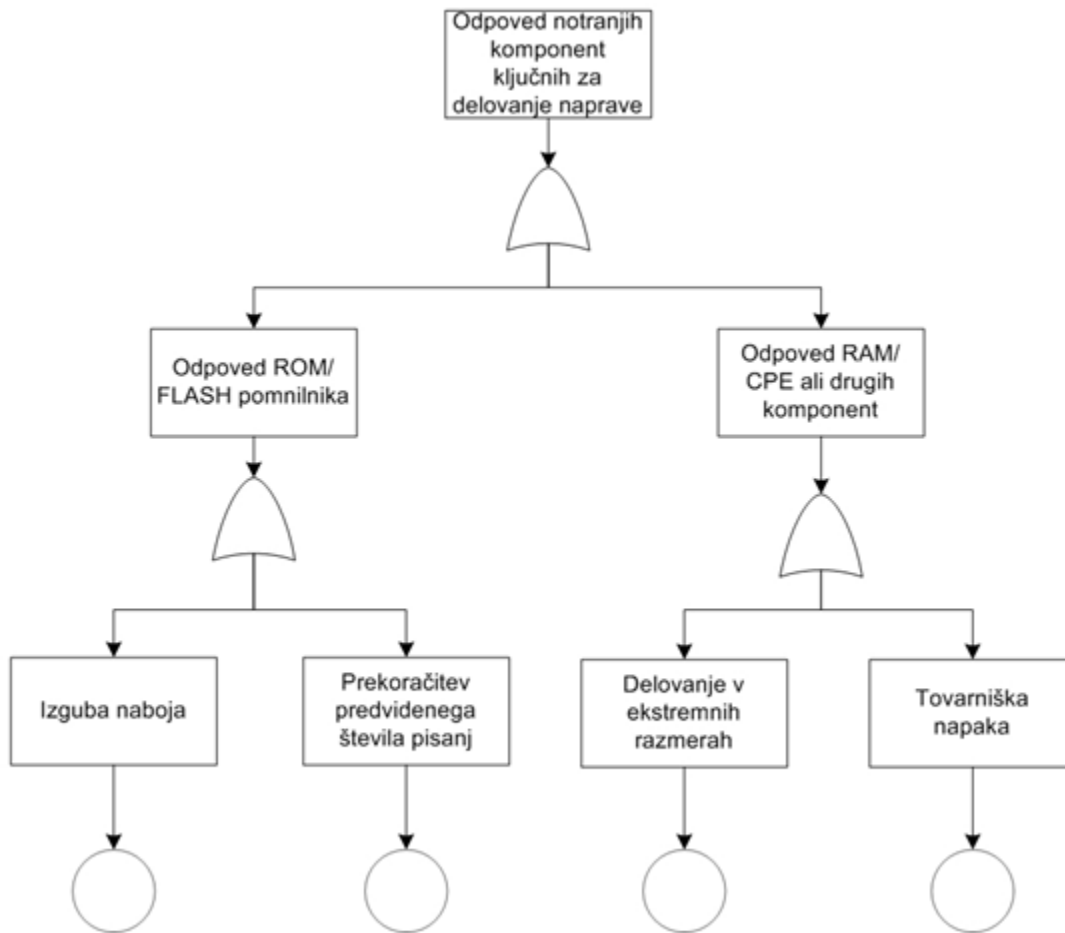 Odpoved notranjih
komponent
ključnih za
delovanje naprave
Odpoved ROM/
FLASH pomnilnika
Odpoved RAM/
CPE ali drugih
komponent
Izguba naboja
Prekoračitev
predvidenega
števila pisanj
Delovanje v
ekstremnih
razmerah
Tovarniška
napaka